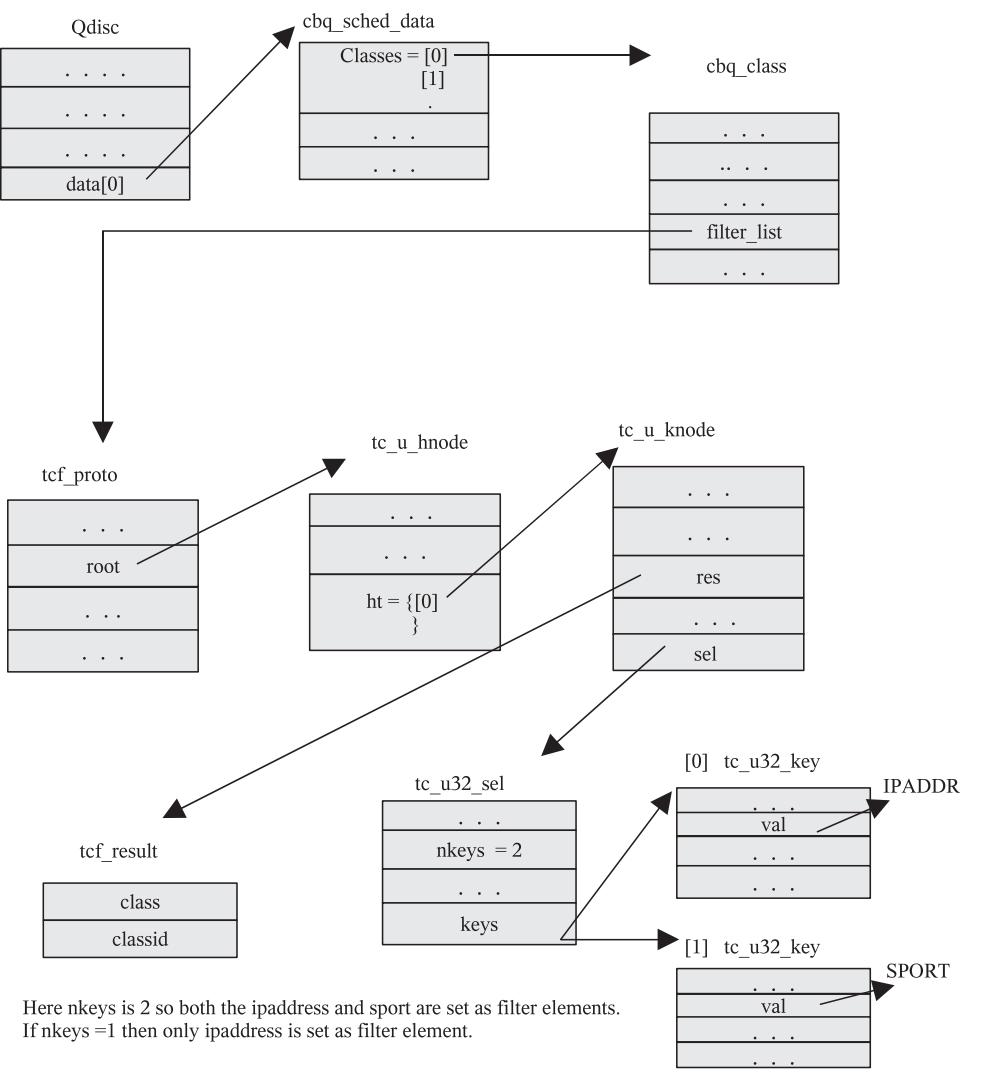 Qdisc
. . . .
. . . .
. . . .
data[0]
cbq_sched_data
Classes = [0]
[1]
.
. . .
. . .
cbq_class
. . .
.. . .
. . .
filter_list
. . .
tcf_proto
. . .
root
. . .
. . .
tc_u_hnode
. . .
. . .
ht = {[0]
}
tc_u_knode
. . .
. . .
res
. . .
sel
tcf_result
class
classid
tc_u32_sel
. . .
nkeys = 2
. . .
keys
[0] tc_u32_key
. . .
val
. . .
. . .
IPADDR
[1] tc_u32_key
. . .
val
. . .
. . .
SPORT
Here nkeys is 2 so both the ipaddress and sport are set as filter elements.
If nkeys =1 then only ipaddress is set as filter element.